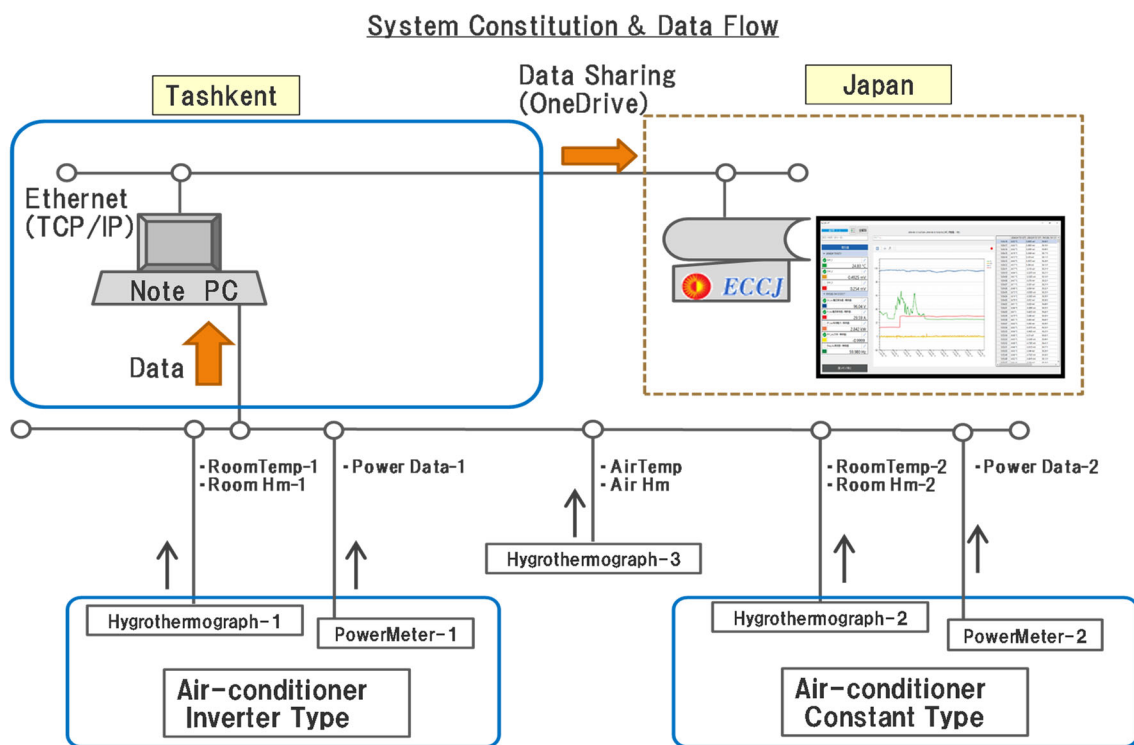 System Constitution & Data Flow
Tashkent
Data Sharing
(OneDrive)
Japan
Ethernet
(TCP/IP)
Note PC
ECCJ
Data
- RoomTemp-1
- Room Hm-1
- Power Data-1
- AirTemp
- Air Hm
- RoomTemp-2
- Room Hm-2
- Power Data-2
Hygrothermograph-3
Hygrothermograph-1
PowerMeter-1
Hygrothermograph-2
PowerMeter-2
Air-conditioner
Inverter Type
Air-conditioner
Constant Type